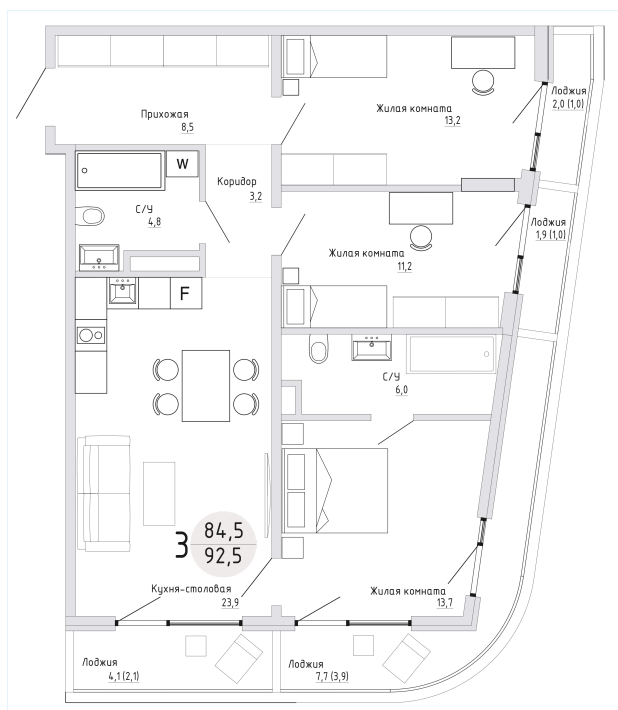 Прихожая
8,5
Жилая комната
13,2
Лоджия
2,0 (1,0)
W
Коридор
3,2
С/У
4,8
Лоджия
1,9 (1,0)
Жилая комната
11,2
F
С/У
6,0
3
84,5
92,5
Кухня-столовая
23,9
Жилая комната
13,7
Лоджия
4,1 (2,1)
Лоджия
7,7 (3,9)